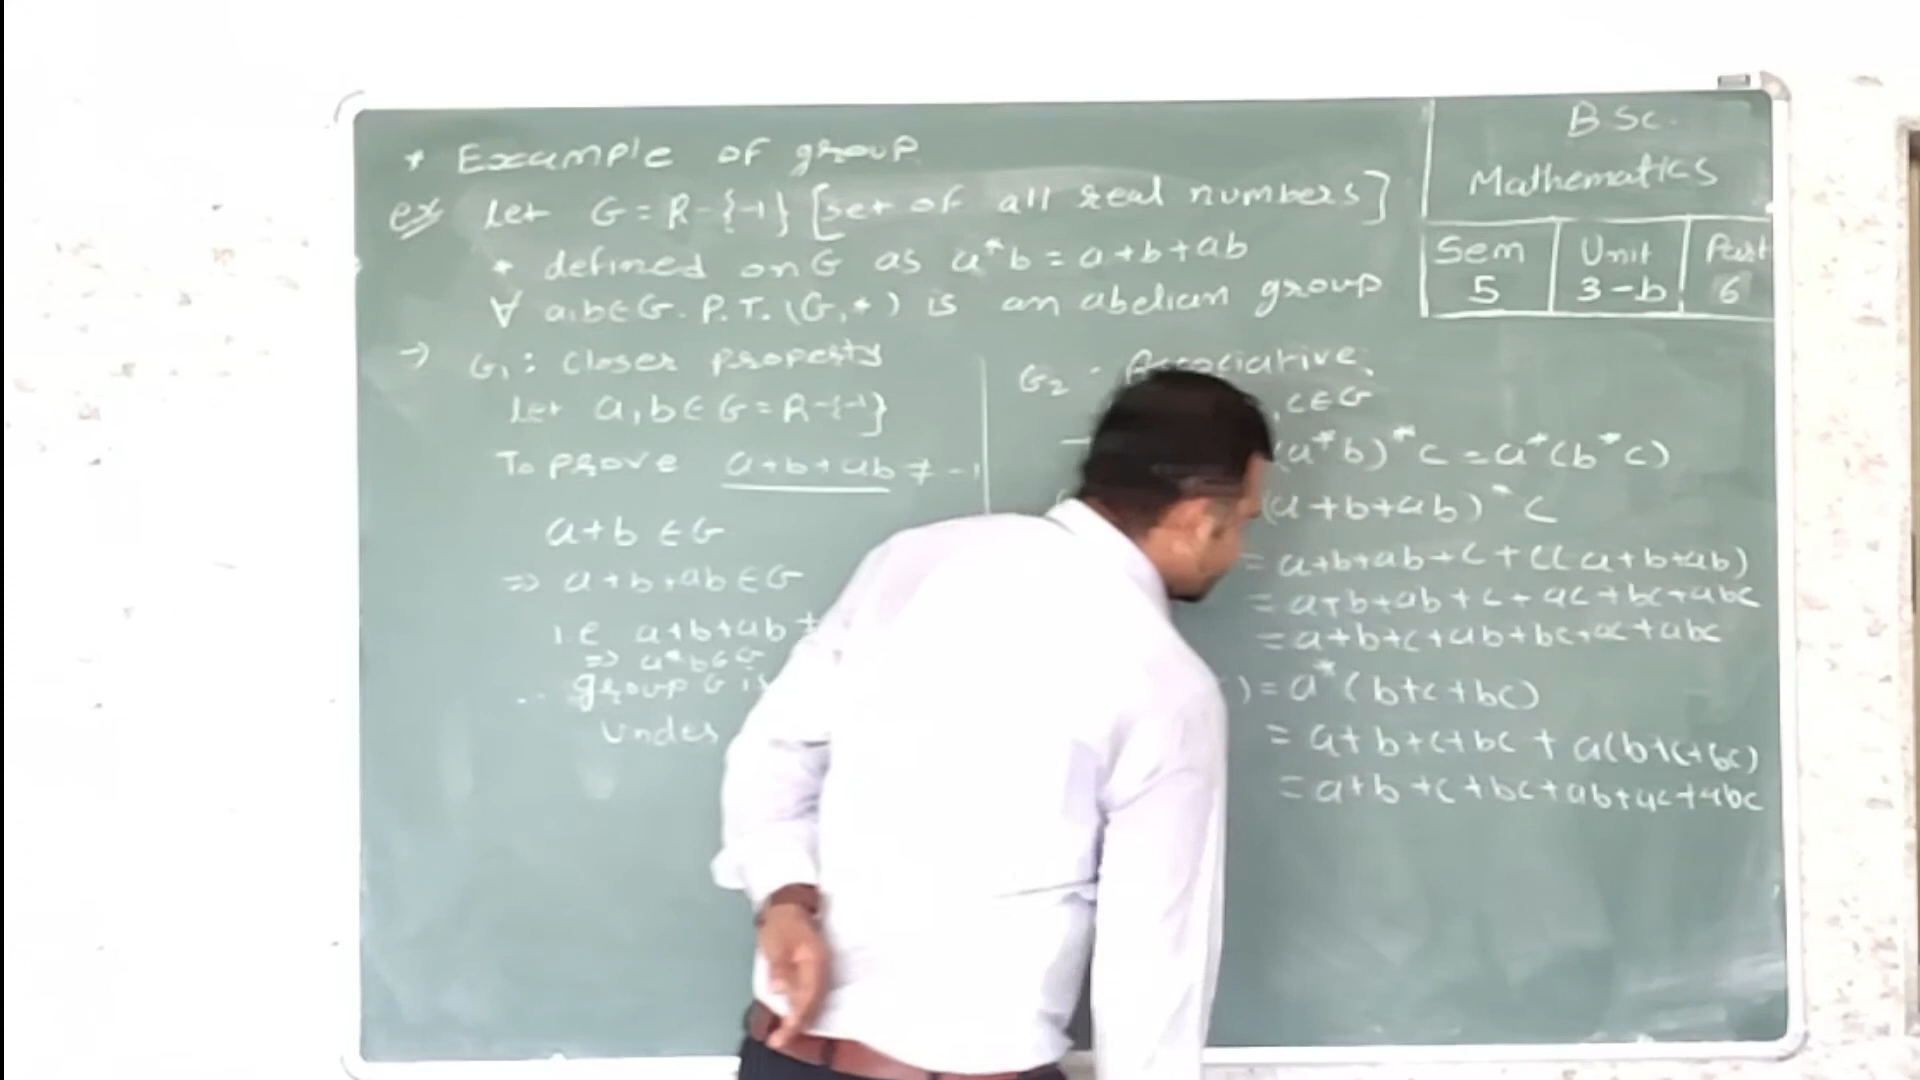 * Example of group
ex Let G = R - {-1} [set of all real numbers]
* defined on G as a*b = a+b+ab
∀ a,b∈G. P.T. (G,*) is an abelian group
→ G₁: Closer property
Let a,b∈G = R-{-1}
To prove a+b+ab ≠ -1
a+b ∈G
=> a+b+ab∈G
i.e a+b+ab ≠
=> a*b∈G
∴ group G is
under
G₂ : Associative
, c∈G
(a*b)*c = a*(b*c)
(a+b+ab)*c
= a+b+ab+c+c(a+b+ab)
= a+b+ab+c+ac+bc+abc
= a+b+c+ab+bc+ac+abc
) = a*(b+c+bc)
= a+b+c+bc + a(b+c+bc)
= a+b+c+bc+ab+ac+abc
B Sc.
Mathematics
Sem Unit Part
5 3-b 6